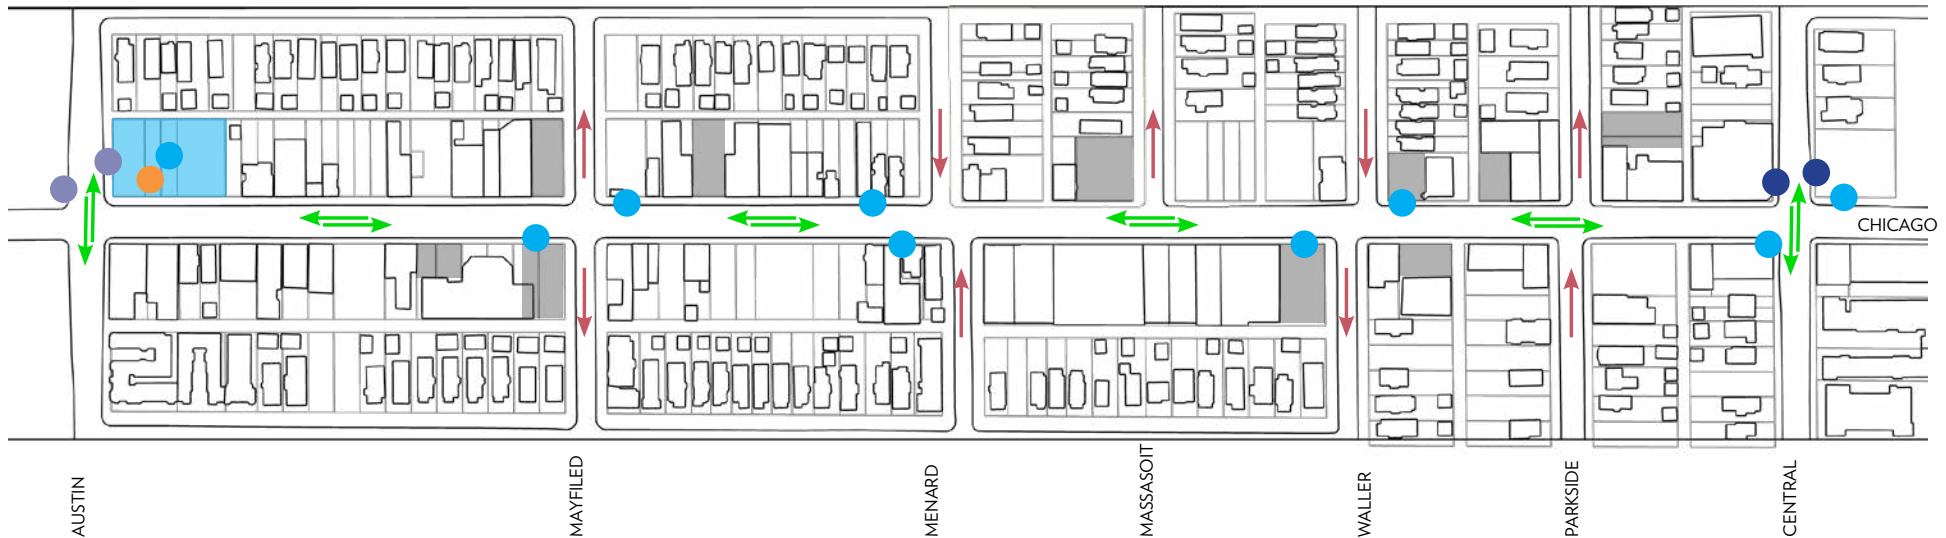 CHICAGO
AUSTIN
MAYFILED
MENARD
MASSASOIT
WALLER
PARKSIDE
CENTRAL